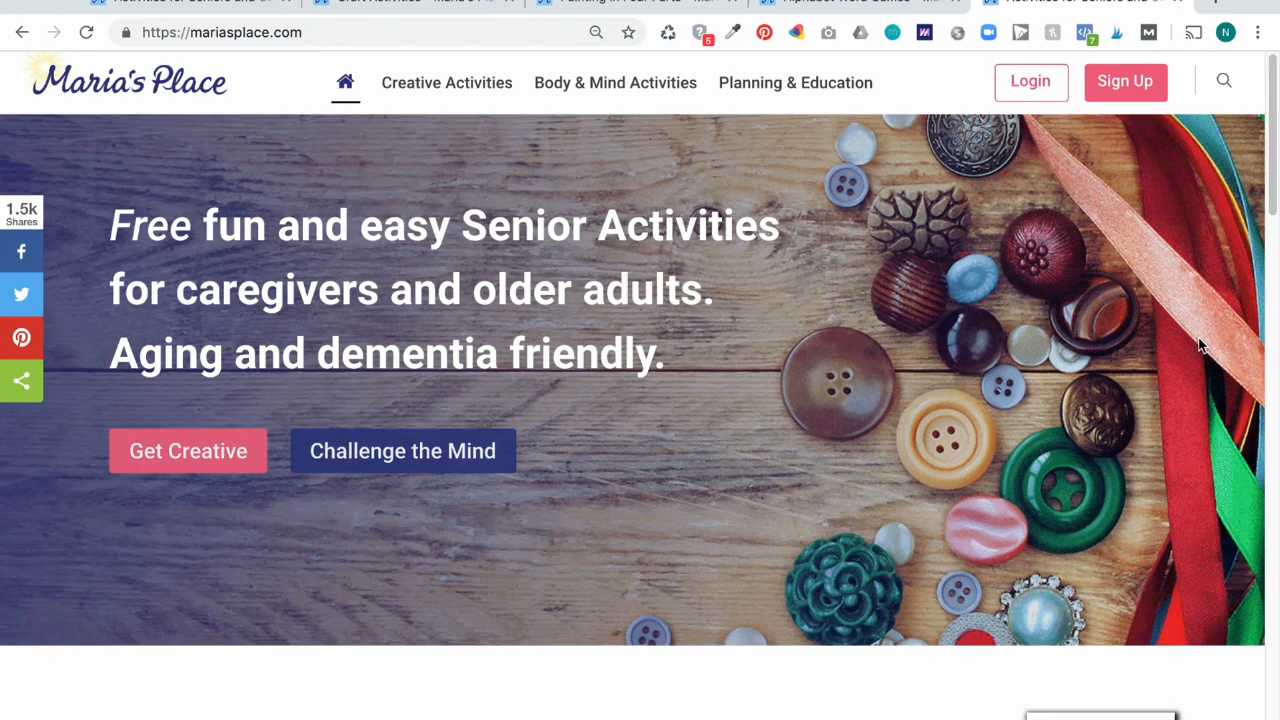 https://mariasplace.com
5
7
N
Maria's Place
Creative Activities
Body & Mind Activities
Planning & Education
Login
Sign Up
1.5k
Shares
Free fun and easy Senior Activities
for caregivers and older adults.
Aging and dementia friendly.
Get Creative
Challenge the Mind